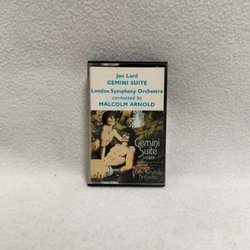 Jon Lord
GEMINI SUITE
London Symphony Orchestra
conducted by
MALCOLM ARNOLD
Gemini
Suite